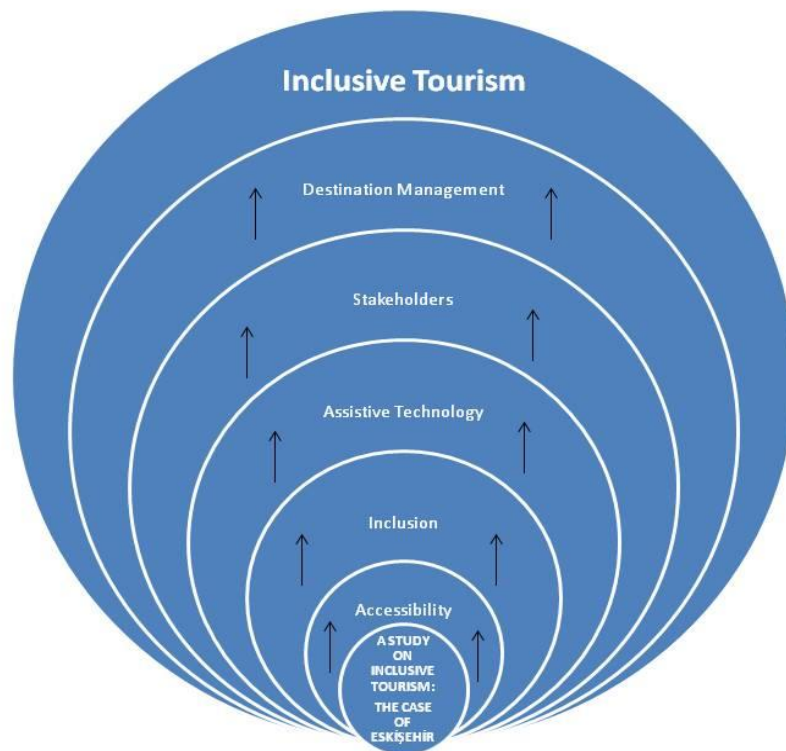 Inclusive Tourism
Destination Management
Stakeholders
Assistive Technology
Inclusion
Accessibility
A STUDY
ON
INCLUSIVE
TOURISM:
THE CASE
OF
ESKİŞEHİR